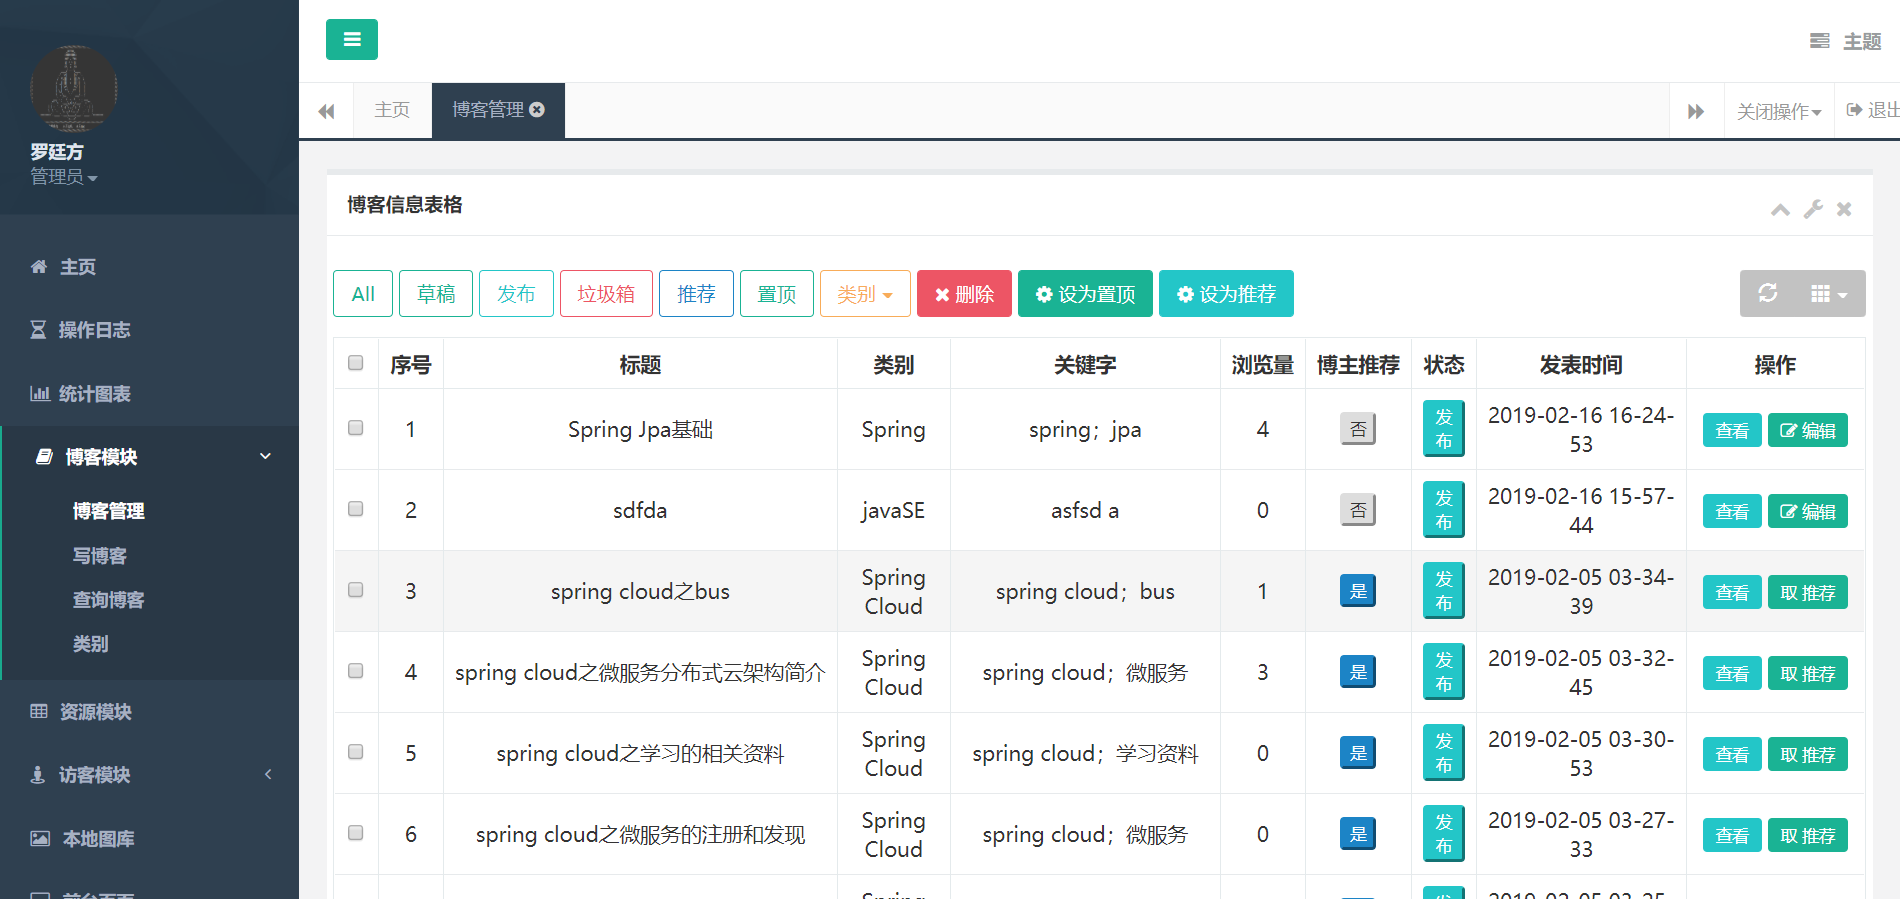 主题
主页
博客管理
关闭操作
退出
罗廷方
管理员
主页
操作日志
统计图表
博客模块
博客管理
写博客
查询博客
类别
资源模块
访客模块
本地图库
博客信息表格
All 草稿 发布 垃圾箱 推荐 置顶 类别 删除 设为置顶 设为推荐
序号 标题 类别 关键字 浏览量 博主推荐 状态 发表时间 操作
1 Spring Jpa基础 Spring spring；jpa 4 否 发布 2019-02-16 16-24-53 查看 编辑
2 sdfda javaSE asfsd a 0 否 发布 2019-02-16 15-57-44 查看 编辑
3 spring cloud之bus Spring Cloud spring cloud；bus 1 是 发布 2019-02-05 03-34-39 查看 取 推荐
4 spring cloud之微服务分布式云架构简介 Spring Cloud spring cloud；微服务 3 是 发布 2019-02-05 03-32-45 查看 取 推荐
5 spring cloud之学习的相关资料 Spring Cloud spring cloud；学习资料 0 是 发布 2019-02-05 03-30-53 查看 取 推荐
6 spring cloud之微服务的注册和发现 Spring Cloud spring cloud；微服务 0 是 发布 2019-02-05 03-27-33 查看 取 推荐